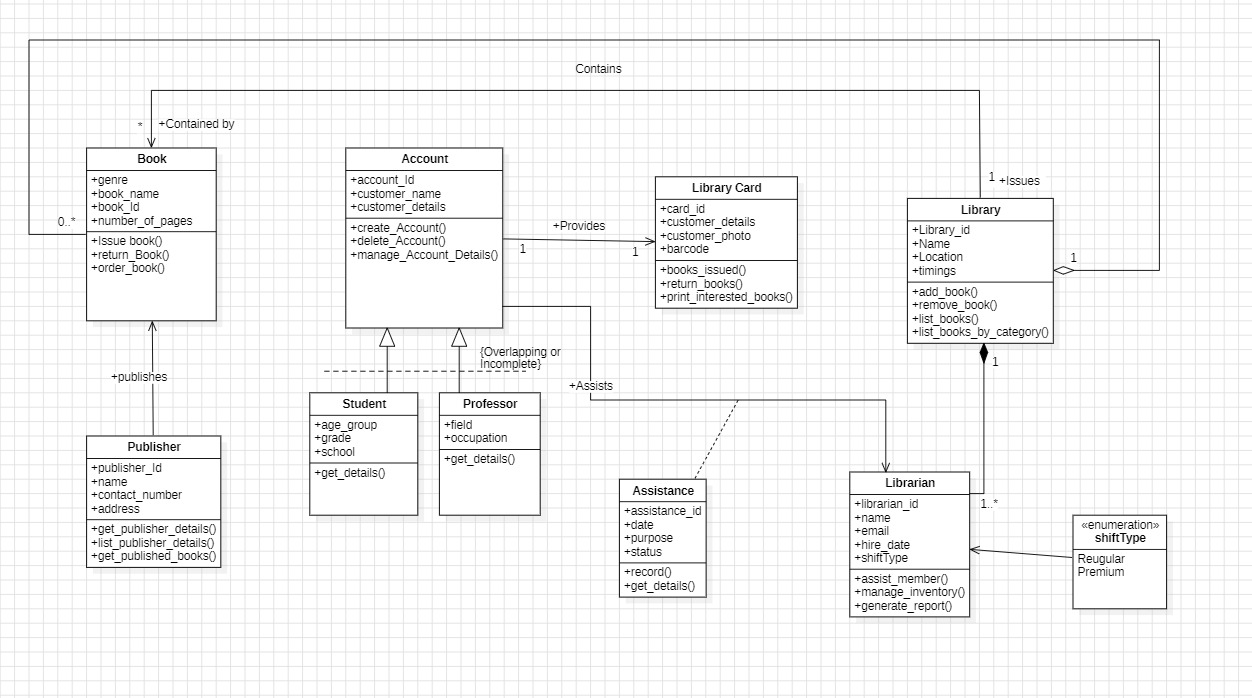 Contains
*
+Contained by
Book
+genre
+book_name
+book_Id
+number_of_pages
+Issue book()
+return_Book()
+order_book()
0..*
Account
+account_Id
+customer_name
+customer_details
+create_Account()
+delete_Account()
+manage_Account_Details()
+Provides
1
1
Library Card
+card_id
+customer_details
+customer_photo
+barcode
+books_issued()
+return_books()
+print_interested_books()
1
+Issues
Library
+Library_id
+Name
+Location
+timings
+add_book()
+remove_book()
+list_books()
+list_books_by_category()
1
1
{Overlapping or
Incomplete}
+publishes
+Assists
Student
+age_group
+grade
+school
+get_details()
Professor
+field
+occupation
+get_details()
Publisher
+publisher_Id
+name
+contact_number
+address
+get_publisher_details()
+list_publisher_details()
+get_published_books()
Assistance
+assistance_id
+date
+purpose
+status
+record()
+get_details()
Librarian
+librarian_id
+name
+email
+hire_date
+shiftType
+assist_member()
+manage_inventory()
+generate_report()
1..*
«enumeration»
shiftType
Reugular
Premium